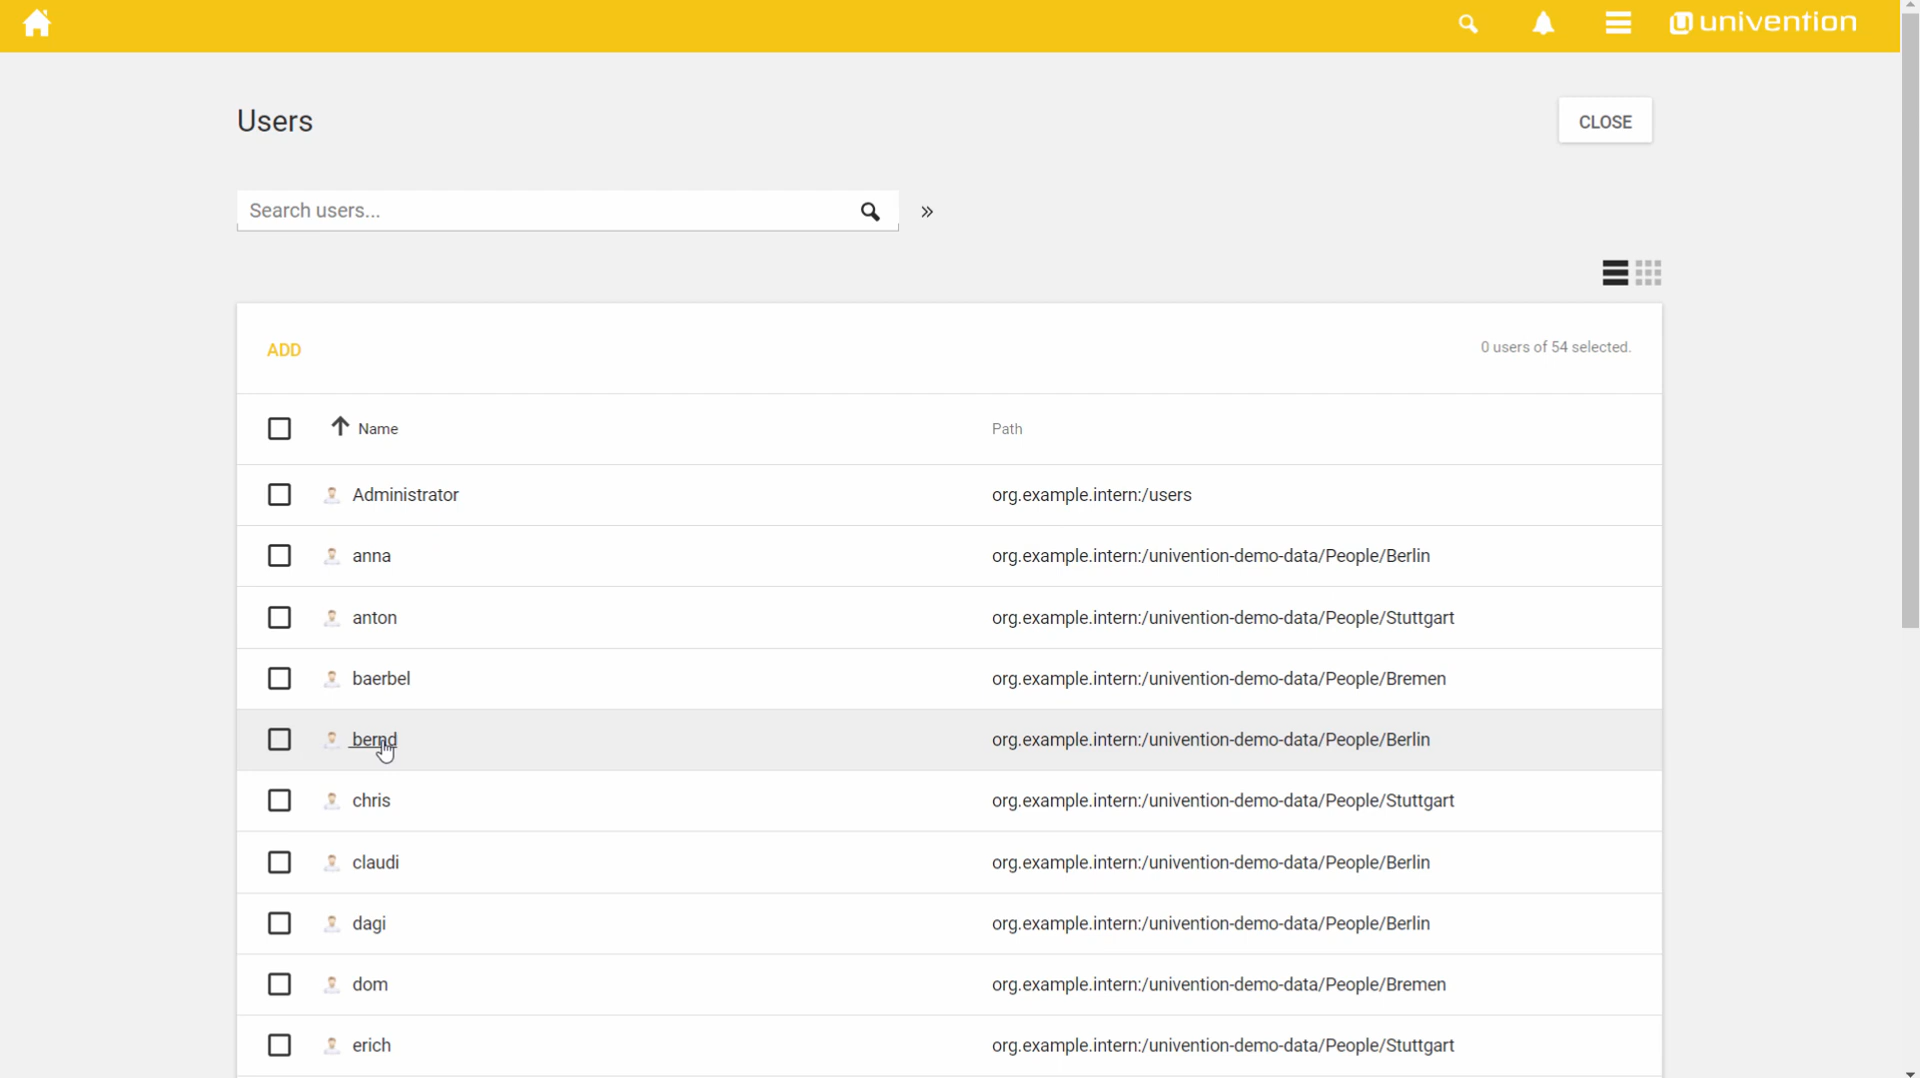 univention
Users
CLOSE
Search users...
»
ADD
0 users of 54 selected.
Name Path
Administrator org.example.intern:/users
anna org.example.intern:/univention-demo-data/People/Berlin
anton org.example.intern:/univention-demo-data/People/Stuttgart
baerbel org.example.intern:/univention-demo-data/People/Bremen
bernd org.example.intern:/univention-demo-data/People/Berlin
chris org.example.intern:/univention-demo-data/People/Stuttgart
claudi org.example.intern:/univention-demo-data/People/Berlin
dagi org.example.intern:/univention-demo-data/People/Berlin
dom org.example.intern:/univention-demo-data/People/Bremen
erich org.example.intern:/univention-demo-data/People/Stuttgart